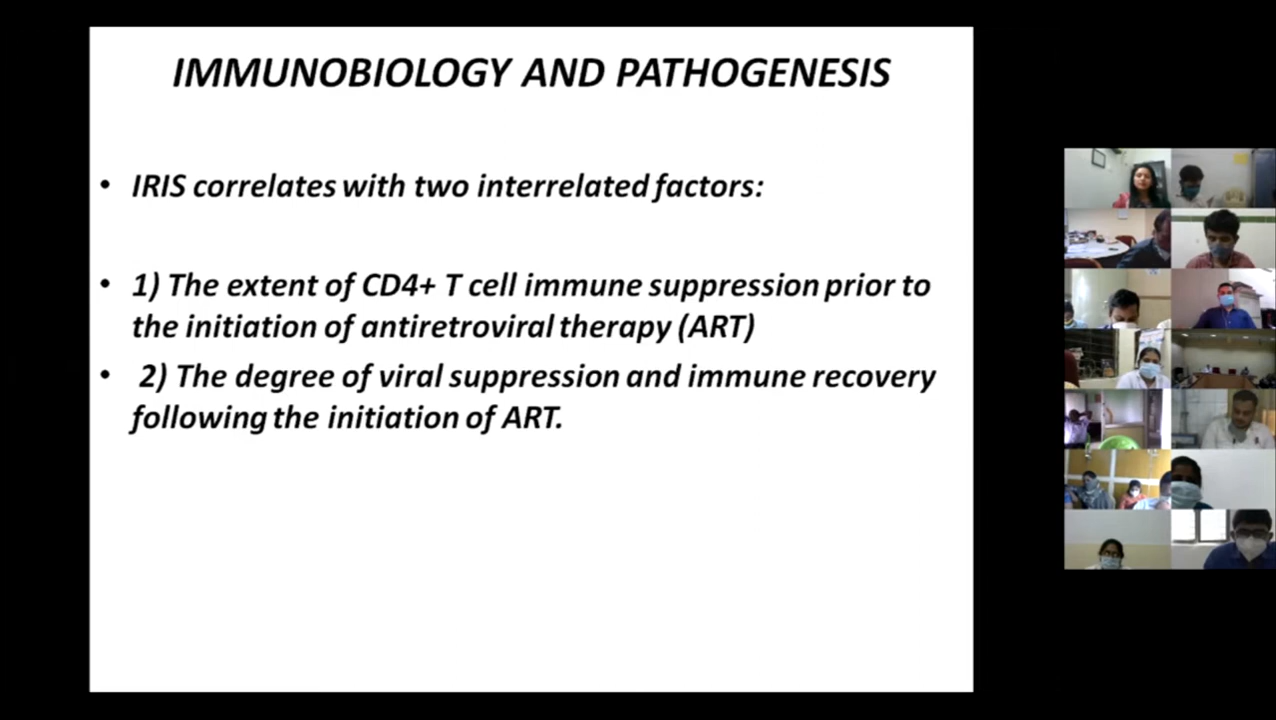 IMMUNOBIOLOGY AND PATHOGENESIS
• IRIS correlates with two interrelated factors:
• 1) The extent of CD4+ T cell immune suppression prior to
the initiation of antiretroviral therapy (ART)
• 2) The degree of viral suppression and immune recovery
following the initiation of ART.